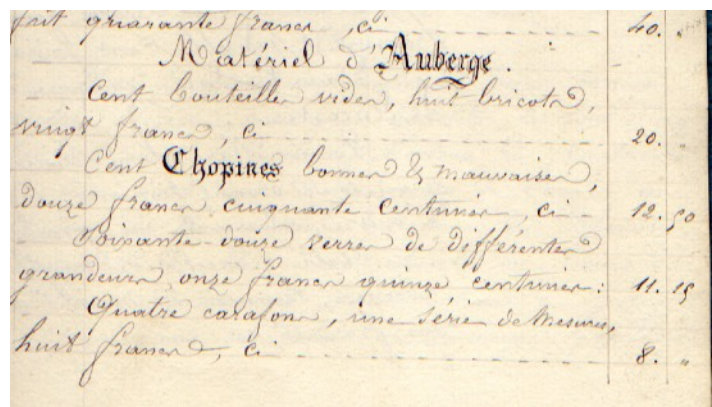 fait quarante francs, ci 40. "
Matériel d'Auberge.
Cent bouteilles vides, huit bricots,
vingt francs, ci 20. "
Cent Chopines bonnes & mauvaises,
douze francs cinquante centimes, ci 12. 50
Soixante-douze verres de différentes
grandeurs, onze francs quinze centimes: 11. 15
Quatre carafons, une série de Mesures,
huit francs, ci 8. "